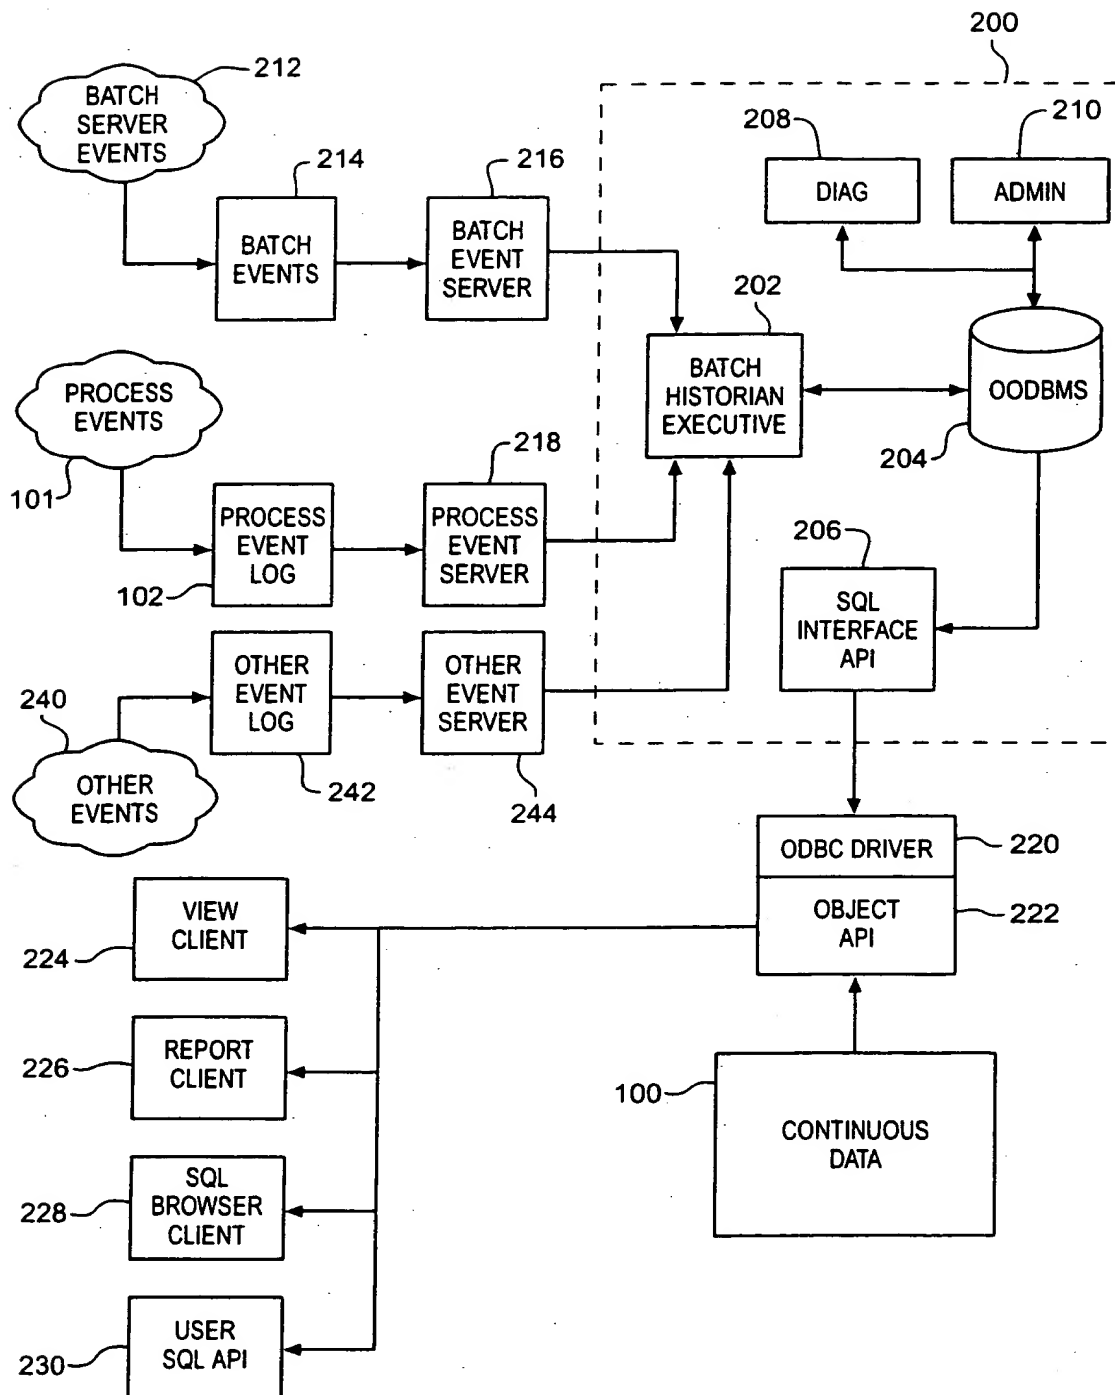 200
212
BATCH
SERVER
EVENTS
208
210
214
216
DIAG
ADMIN
BATCH
EVENTS
BATCH
EVENT
SERVER
202
BATCH
HISTORIAN
EXECUTIVE
OODBMS
204
PROCESS
EVENTS
101
218
PROCESS
EVENT
LOG
102
PROCESS
EVENT
SERVER
206
SQL
INTERFACE
API
240
OTHER
EVENTS
OTHER
EVENT
LOG
242
OTHER
EVENT
SERVER
244
ODBC DRIVER
220
OBJECT
API
222
VIEW
CLIENT
224
REPORT
CLIENT
226
100
CONTINUOUS
DATA
SQL
BROWSER
CLIENT
228
USER
SQL API
230